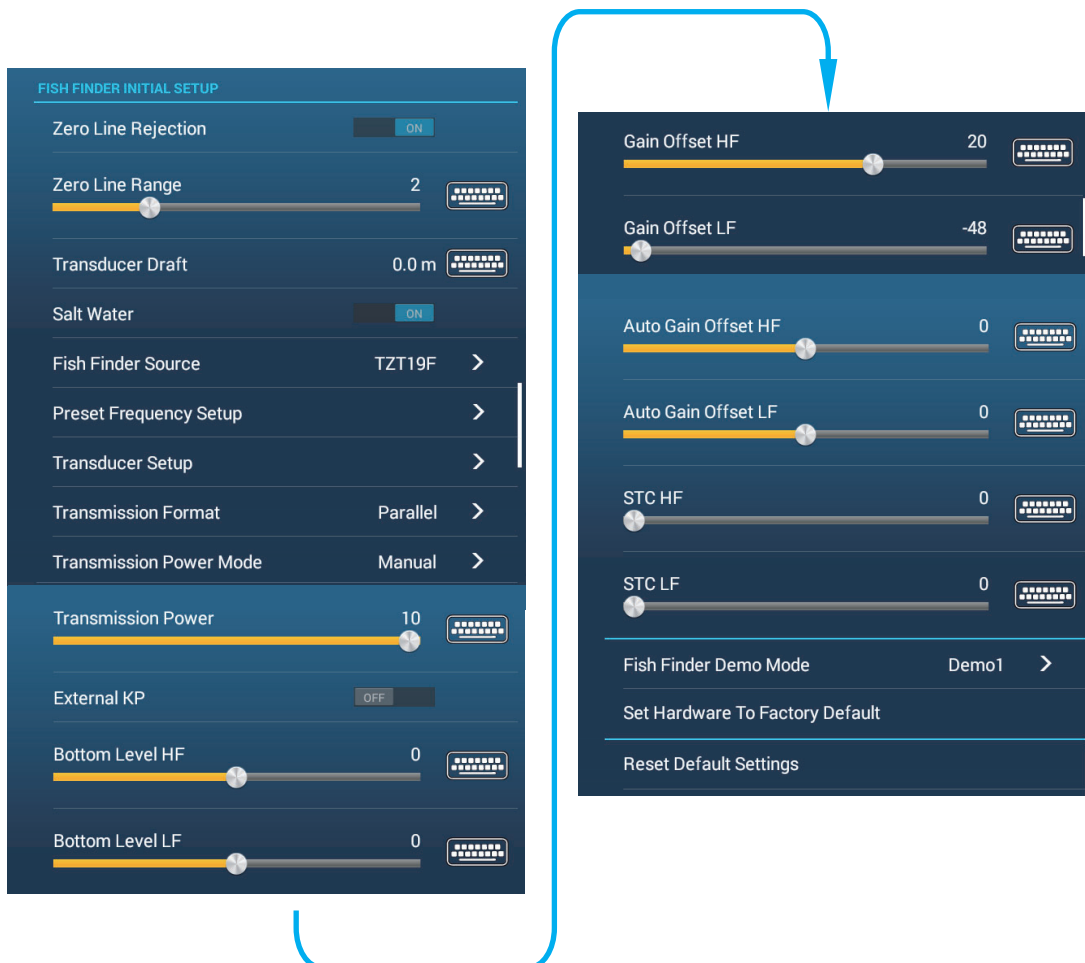 FISH FINDER INITIAL SETUP
Zero Line Rejection ON
Zero Line Range 2
Transducer Draft 0.0 m
Salt Water ON
Fish Finder Source TZT19F
Preset Frequency Setup
Transducer Setup
Transmission Format Parallel
Transmission Power Mode Manual
Transmission Power 10
External KP OFF
Bottom Level HF 0
Bottom Level LF 0
Gain Offset HF 20
Gain Offset LF -48
Auto Gain Offset HF 0
Auto Gain Offset LF 0
STC HF 0
STC LF 0
Fish Finder Demo Mode Demo1
Set Hardware To Factory Default
Reset Default Settings